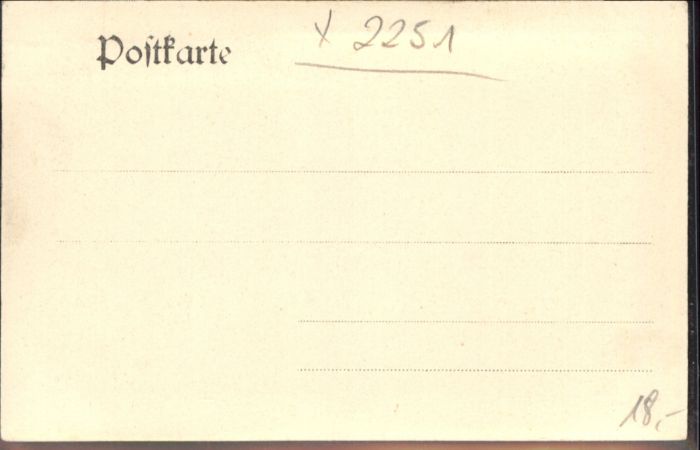 Poſtkarte
x 2251
18,-